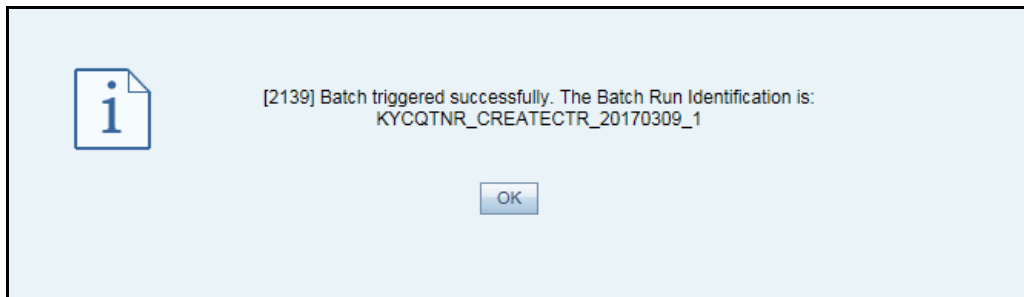 [2139] Batch triggered successfully. The Batch Run Identification is:
KYCQTNR_CREATECTR_20170309_1
OK